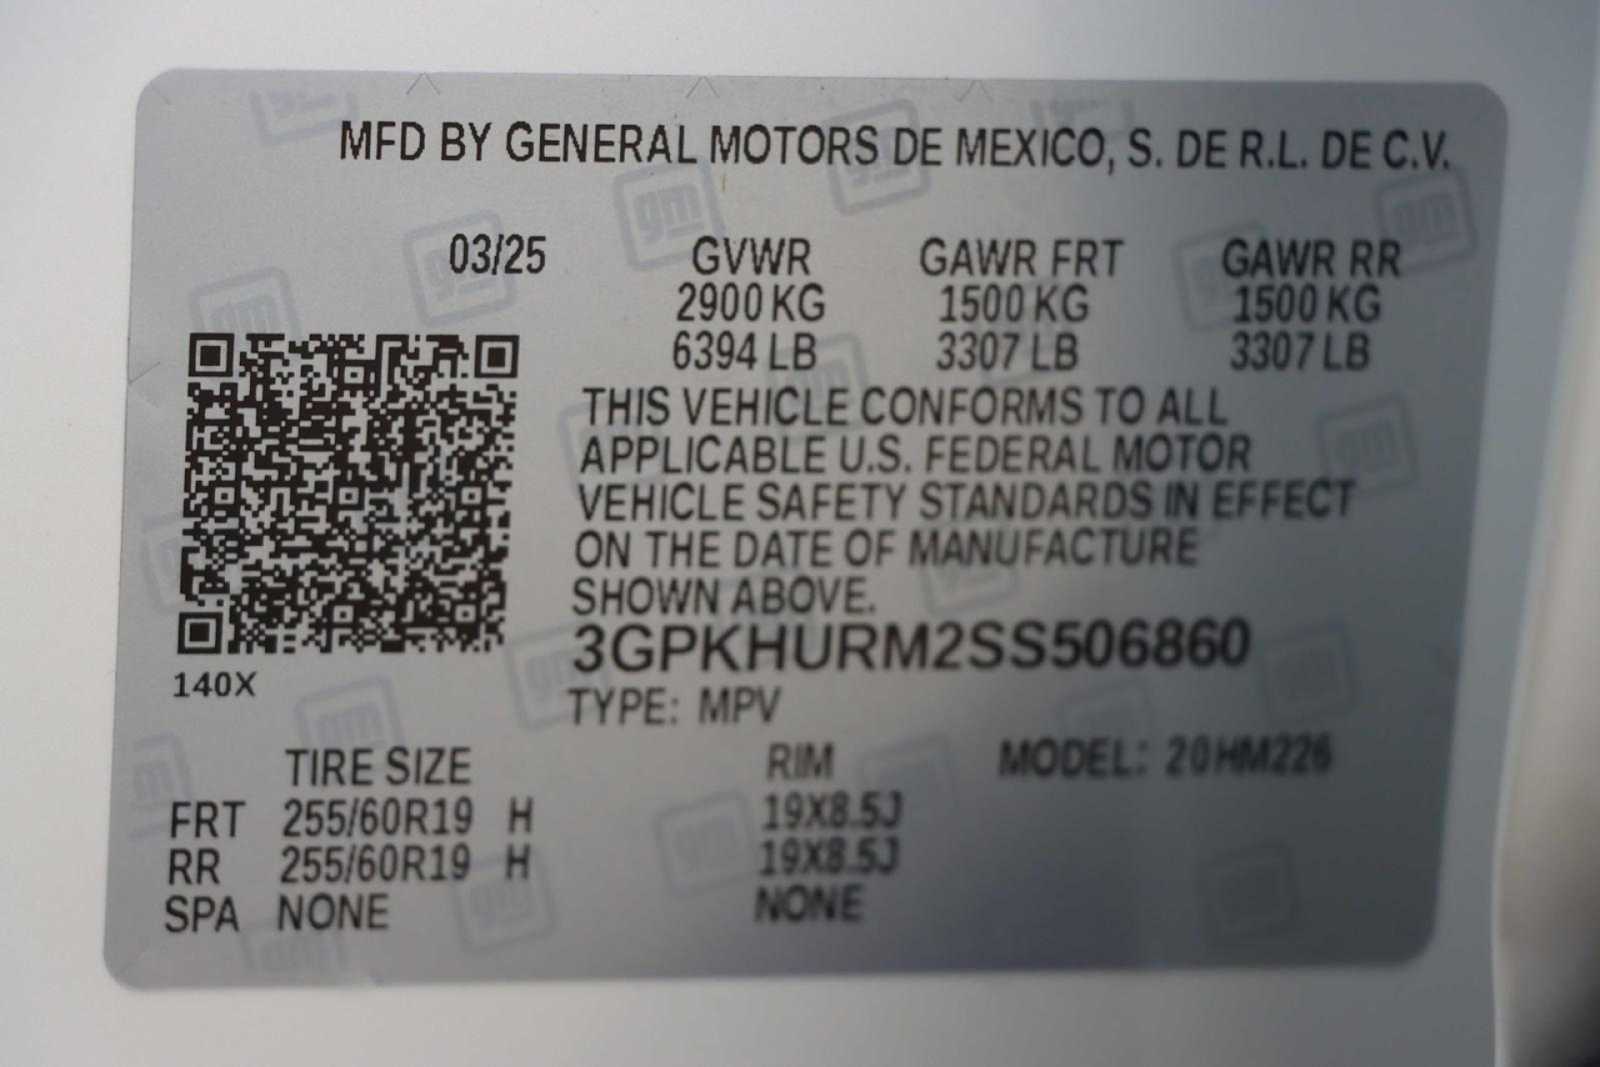 MFD BY GENERAL MOTORS DE MEXICO, S. DE R.L. DE C.V.
03/25 GVWR GAWR FRT GAWR RR
2900 KG 1500 KG 1500 KG
6394 LB 3307 LB 3307 LB
THIS VEHICLE CONFORMS TO ALL
APPLICABLE U.S. FEDERAL MOTOR
VEHICLE SAFETY STANDARDS IN EFFECT
ON THE DATE OF MANUFACTURE
SHOWN ABOVE.
3GPKHURM2SS506860
140X
TYPE: MPV
TIRE SIZE RIM MODEL: 20HM226
FRT 255/60R19 H 19X8.5J
RR 255/60R19 H 19X8.5J
SPA NONE NONE